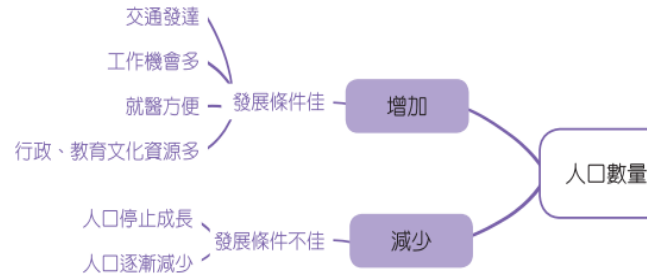 交通發達
工作機會多
就醫方便
行政、教育文化資源多
發展條件佳
增加
人口數量
人口停止成長
人口逐漸減少
發展條件不佳
減少